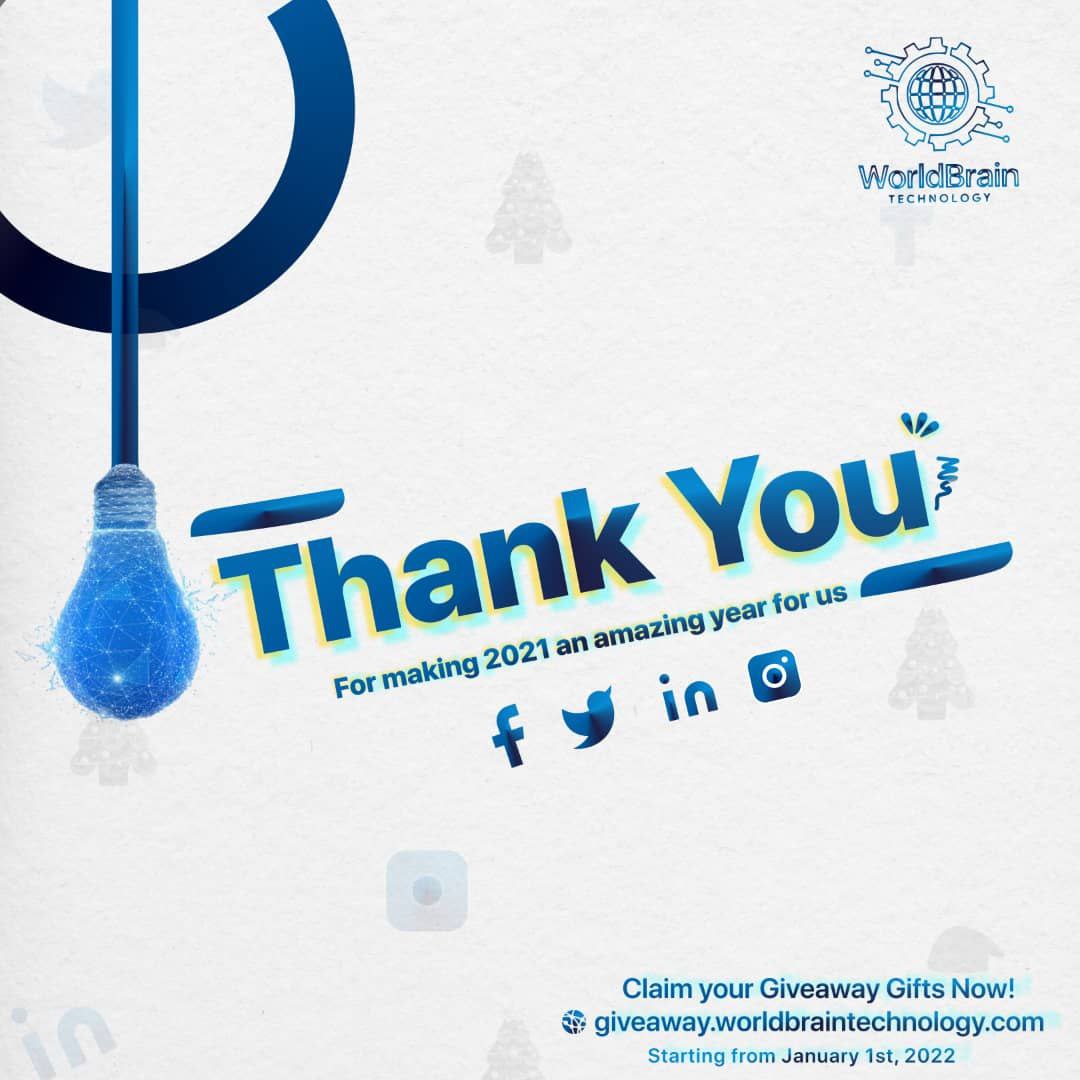 WorldBrain
TECHNOLOGY
Thank You
For making 2021 an amazing year for us
Claim your Giveaway Gifts Now!
giveaway.worldbraintechnology.com
Starting from January 1st, 2022